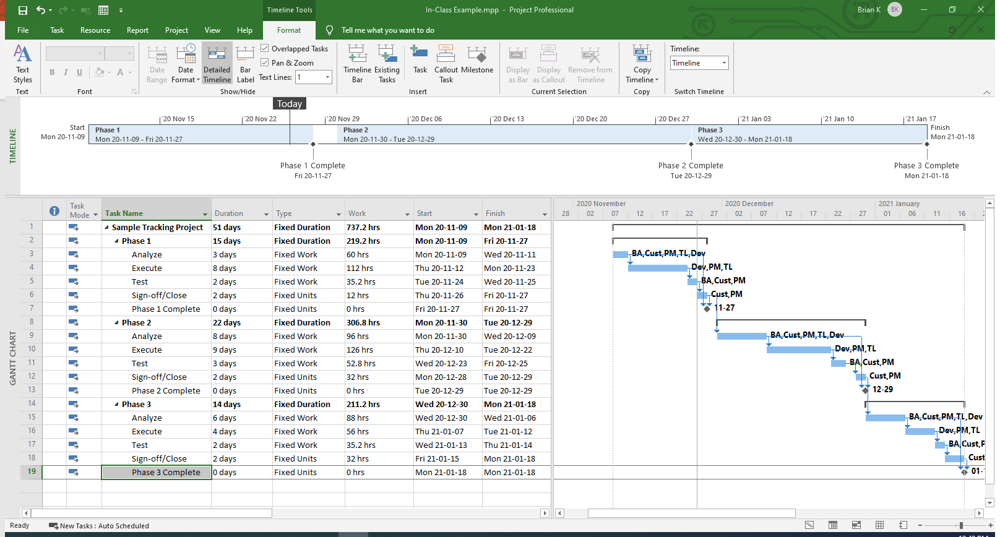 Timeline Tools
In-Class Example.mpp - Project Professional
Brian K
BK
File Task Resource Report Project View Help Format Tell me what you want to do
Text Styles
Text
B I U A
Font
Date Range
Date Format
Detailed Timeline
Bar Label
Overlapped Tasks
Pan & Zoom
Text Lines: 1
Show/Hide
Timeline Bar
Existing Tasks
Task
Callout Task
Milestone
Insert
Display as Bar
Display as Callout
Remove from Timeline
Current Selection
Copy Timeline
Copy
Timeline:
Timeline
Switch Timeline
TIMELINE
Today
'20 Nov 15 '20 Nov 22 '20 Nov 29 '20 Dec 06 '20 Dec 13 '20 Dec 20 '20 Dec 27 '21 Jan 03 '21 Jan 10 '21 Jan 17
Start
Mon 20-11-09
Phase 1
Mon 20-11-09 - Fri 20-11-27
Phase 2
Mon 20-11-30 - Tue 20-12-29
Phase 3
Wed 20-12-30 - Mon 21-01-18
Finish
Mon 21-01-18
Phase 1 Complete
Fri 20-11-27
Phase 2 Complete
Tue 20-12-29
Phase 3 Complete
Mon 21-01-18
GANTT CHART
Task Mode Task Name Duration Type Work Start Finish
2020 November 2020 December 2021 January
28 02 07 12 17 22 27 02 07 12 17 22 27 01 06 11 16
1 Sample Tracking Project 51 days Fixed Duration 737.2 hrs Mon 20-11-09 Mon 21-01-18
2 Phase 1 15 days Fixed Duration 219.2 hrs Mon 20-11-09 Fri 20-11-27
3 Analyze 3 days Fixed Work 60 hrs Mon 20-11-09 Wed 20-11-11 BA,Cust,PM,TL,Dev
4 Execute 8 days Fixed Work 112 hrs Thu 20-11-12 Mon 20-11-23 Dev,PM,TL
5 Test 2 days Fixed Work 35.2 hrs Tue 20-11-24 Wed 20-11-25 BA,Cust,PM
6 Sign-off/Close 2 days Fixed Units 12 hrs Thu 20-11-26 Fri 20-11-27 Cust,PM
7 Phase 1 Complete 0 days Fixed Work 0 hrs Fri 20-11-27 Fri 20-11-27 11-27
8 Phase 2 22 days Fixed Duration 306.8 hrs Mon 20-11-30 Tue 20-12-29
9 Analyze 8 days Fixed Work 96 hrs Mon 20-11-30 Wed 20-12-09 BA,Cust,PM,TL,Dev
10 Execute 9 days Fixed Work 126 hrs Thu 20-12-10 Tue 20-12-22 Dev,PM,TL
11 Test 3 days Fixed Work 52.8 hrs Wed 20-12-23 Fri 20-12-25 BA,Cust,PM
12 Sign-off/Close 2 days Fixed Units 32 hrs Mon 20-12-28 Tue 20-12-29 Cust,PM
13 Phase 2 Complete 0 days Fixed Units 0 hrs Tue 20-12-29 Tue 20-12-29 12-29
14 Phase 3 14 days Fixed Duration 211.2 hrs Wed 20-12-30 Mon 21-01-18
15 Analyze 6 days Fixed Work 88 hrs Wed 20-12-30 Wed 21-01-06 BA,Cust,PM,TL,Dev
16 Execute 4 days Fixed Work 56 hrs Thu 21-01-07 Tue 21-01-12 Dev,PM,TL
17 Test 2 days Fixed Work 35.2 hrs Wed 21-01-13 Thu 21-01-14 BA,Cust,
18 Sign-off/Close 2 days Fixed Units 32 hrs Fri 21-01-15 Mon 21-01-18 Cust
19 Phase 3 Complete 0 days Fixed Units 0 hrs Mon 21-01-18 Mon 21-01-18 01-
Ready New Tasks : Auto Scheduled